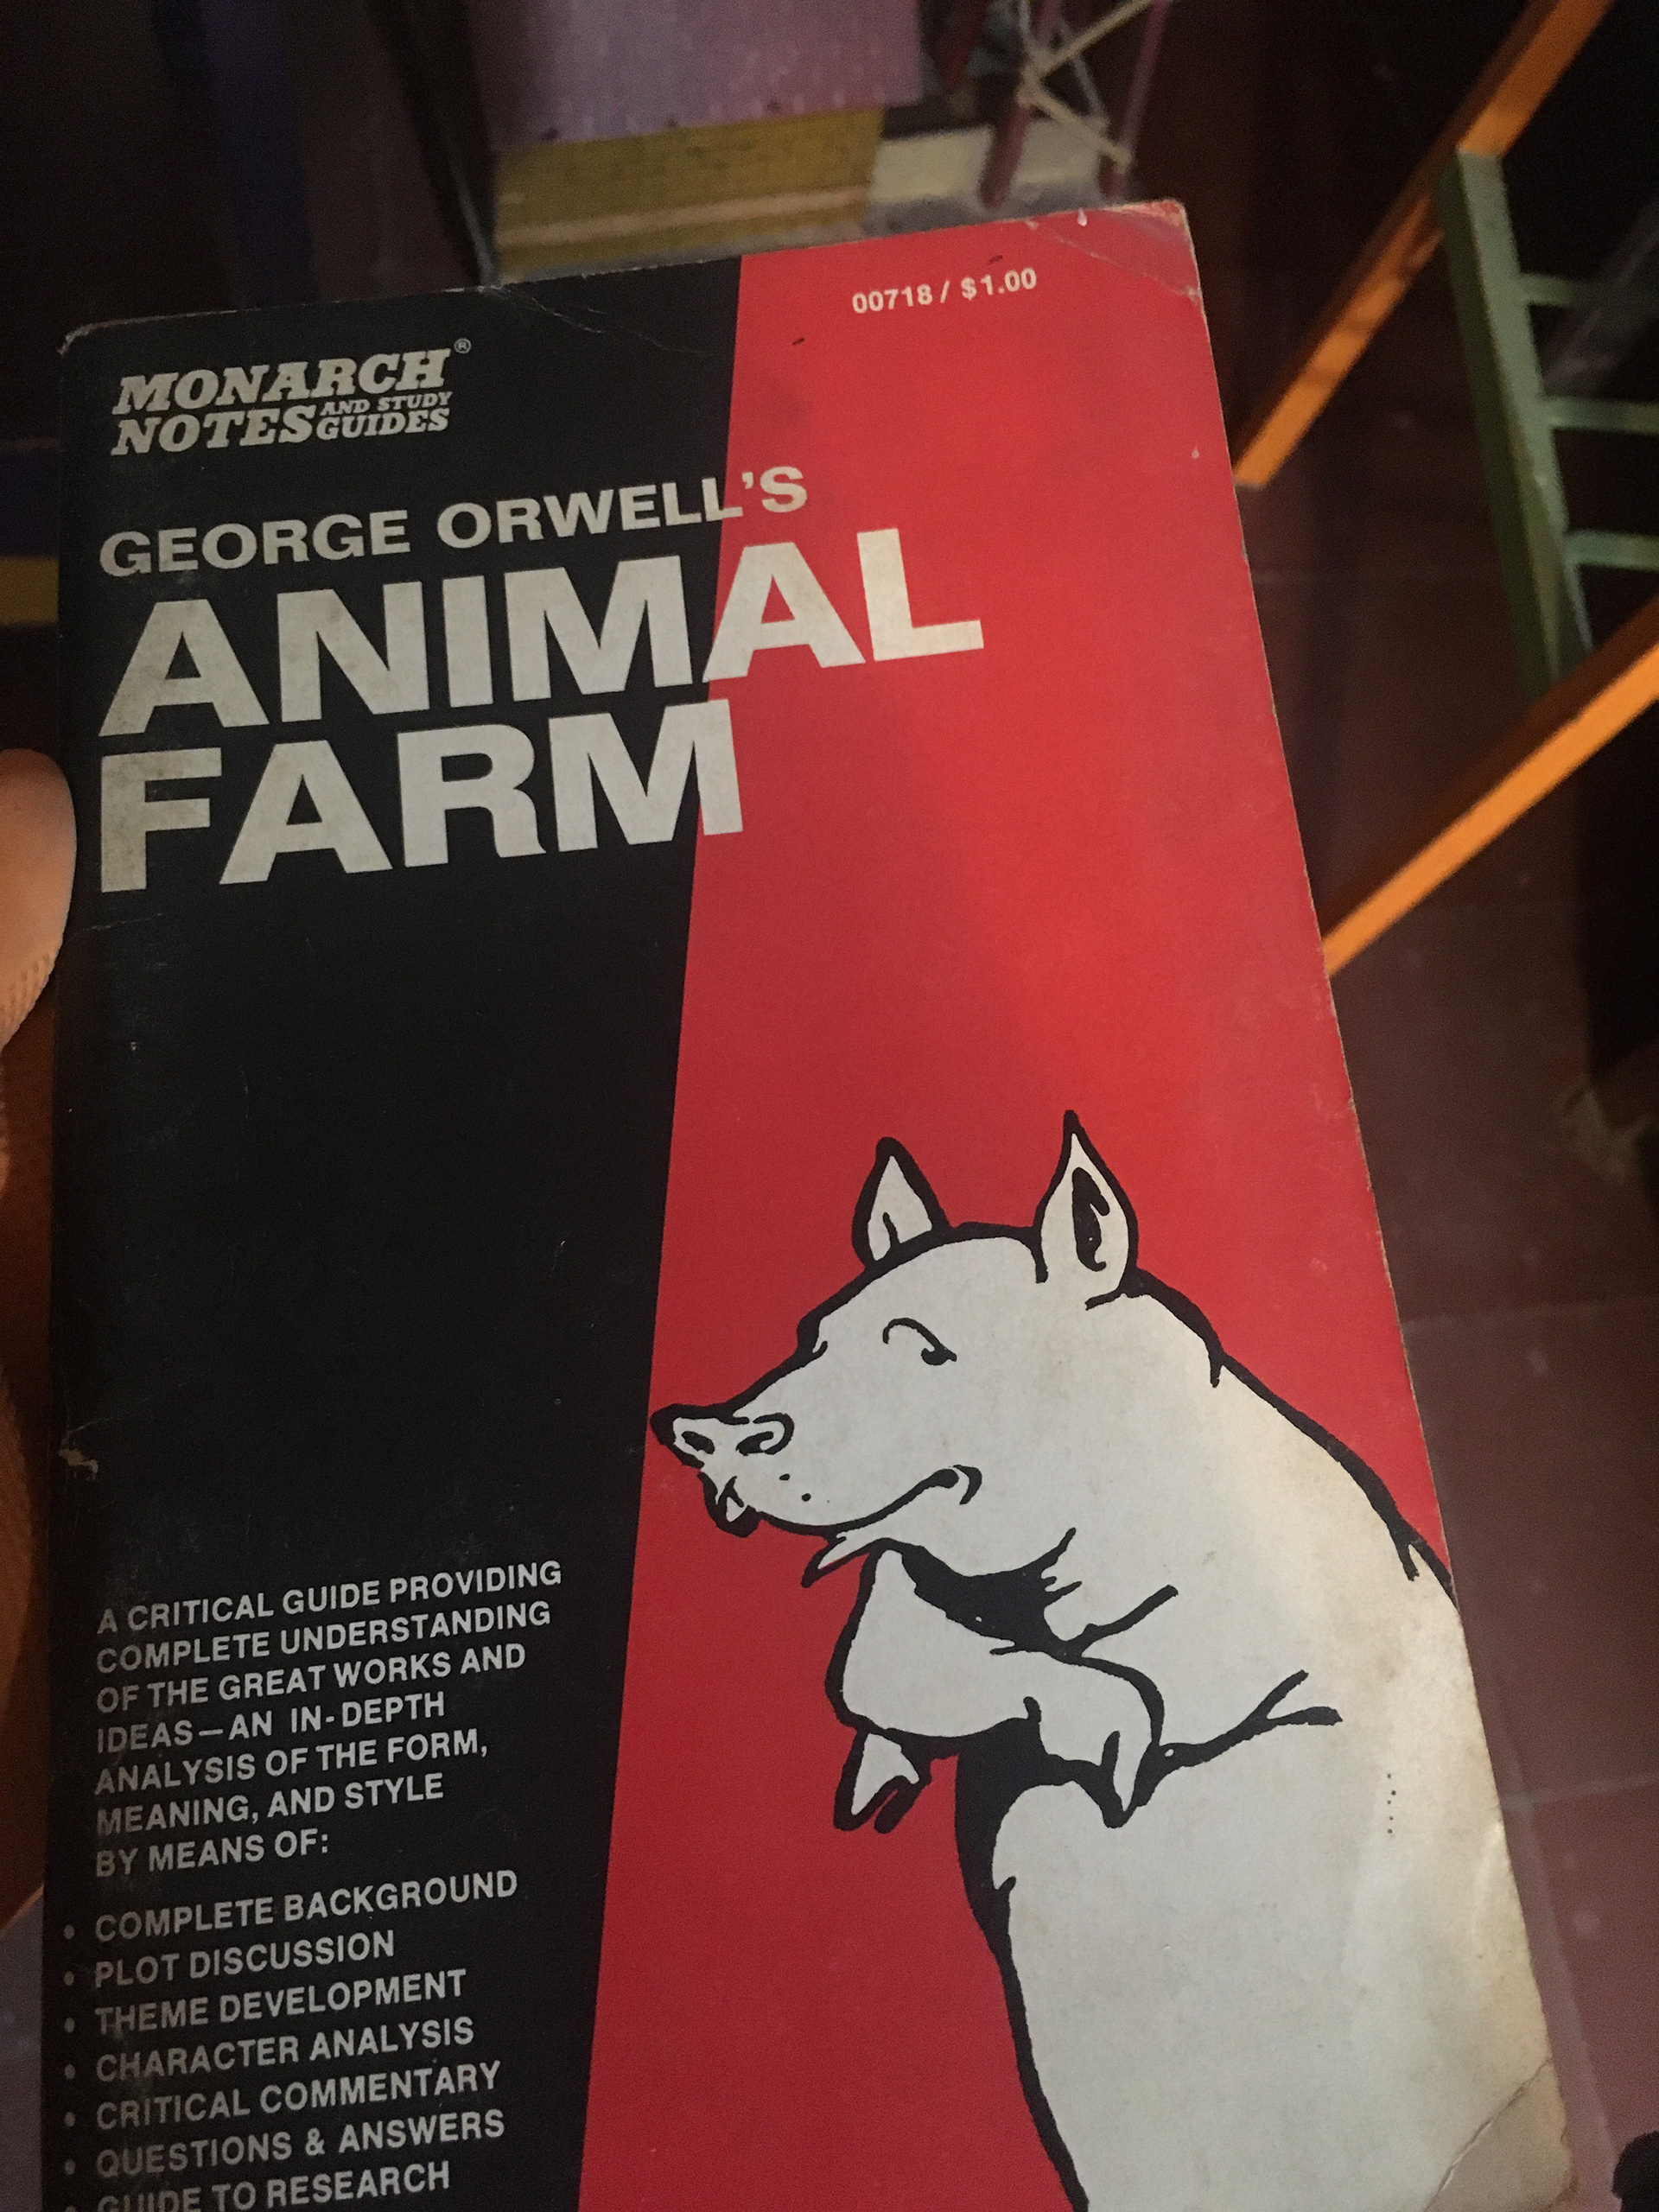 00718 / $1.00
MONARCH®
NOTES AND STUDY GUIDES
GEORGE ORWELL'S
ANIMAL
FARM
A CRITICAL GUIDE PROVIDING
COMPLETE UNDERSTANDING
OF THE GREAT WORKS AND
IDEAS—AN IN-DEPTH
ANALYSIS OF THE FORM,
MEANING, AND STYLE
BY MEANS OF:
• COMPLETE BACKGROUND
• PLOT DISCUSSION
• THEME DEVELOPMENT
• CHARACTER ANALYSIS
• CRITICAL COMMENTARY
• QUESTIONS & ANSWERS
• GUIDE TO RESEARCH